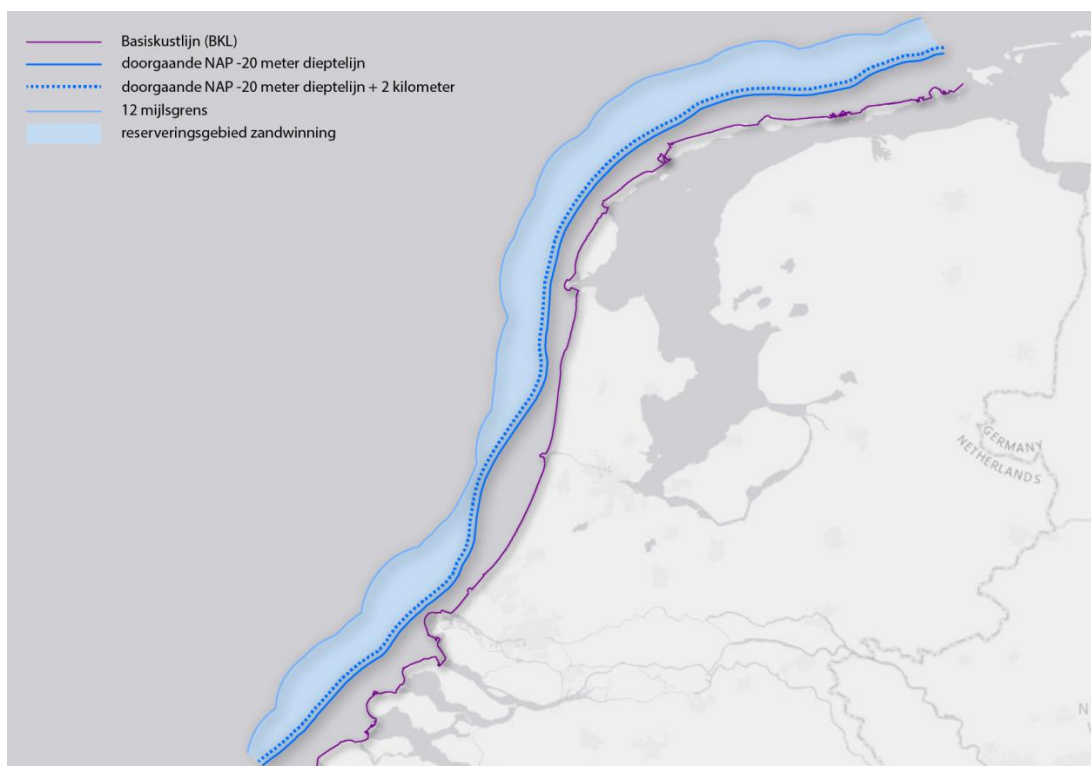 Basiskustlijn (BKL)
doorgaande NAP -20 meter dieptelijn
doorgaande NAP -20 meter dieptelijn + 2 kilometer
12 mijlsgrens
reserveringsgebied zandwinning
GERMANY
NETHERLANDS
N